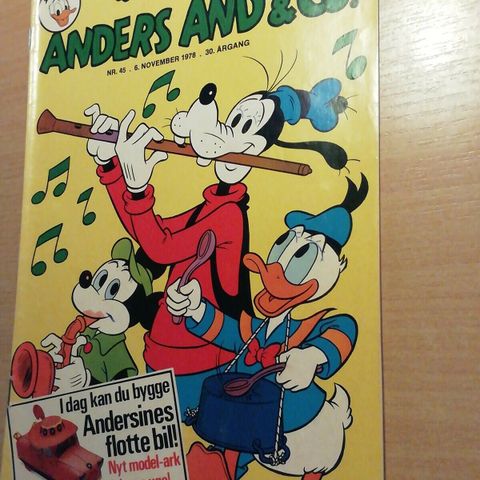 ANDERS AND & CO.
NR. 45 . 6. NOVEMBER 1978 . 30. ÅRGANG
I dag kan du bygge
Andersines
flotte bil!
Nyt model-ark